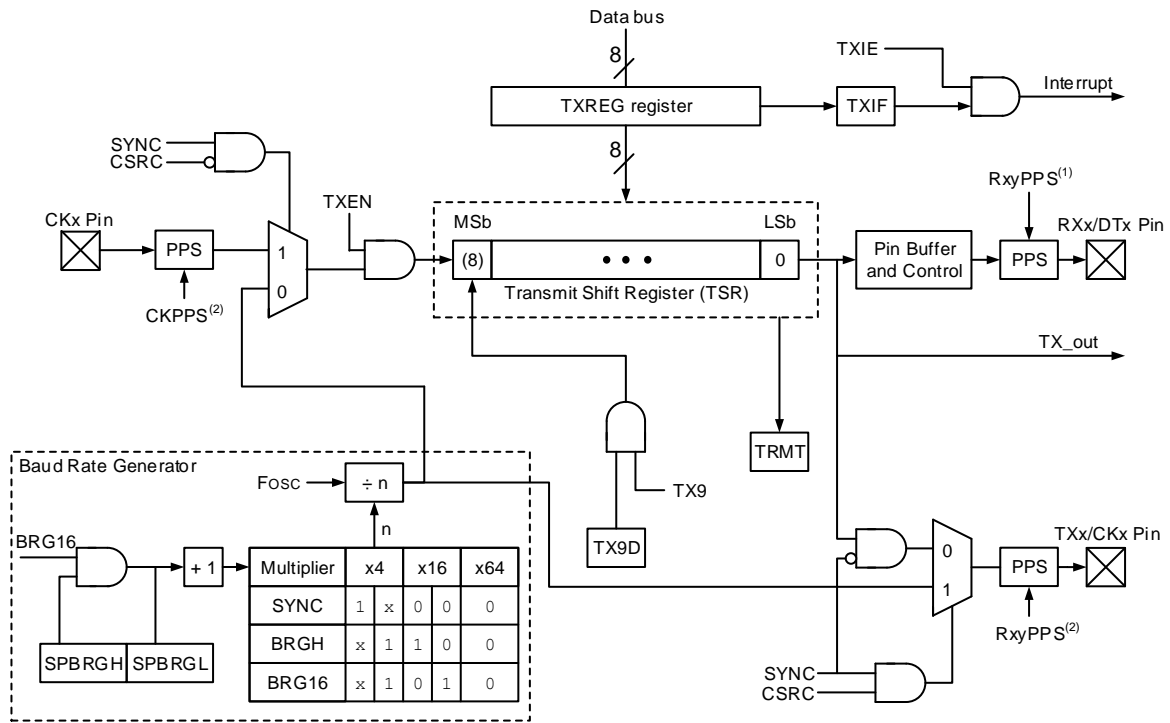 Data bus
8
TXIE
TXREG register
TXIF
Interrupt
SYNC
CSRC
8
RxyPPS(1)
TXEN
CKx Pin
MSb
LSb
RXx/DTx Pin
PPS
1
0
(8)
• • •
0
Pin Buffer
and Control
PPS
Transmit Shift Register (TSR)
CKPPS(2)
TX_out
TRMT
Baud Rate Generator
Fosc
÷ n
TX9
n
TX9D
BRG16
+ 1
Multiplier x4 x16 x64
SYNC 1 x 0 0 0
BRGH x 1 1 0 0
BRG16 x 1 0 1 0
SPBRGH SPBRGL
TXx/CKx Pin
0
1
PPS
RxyPPS(2)
SYNC
CSRC